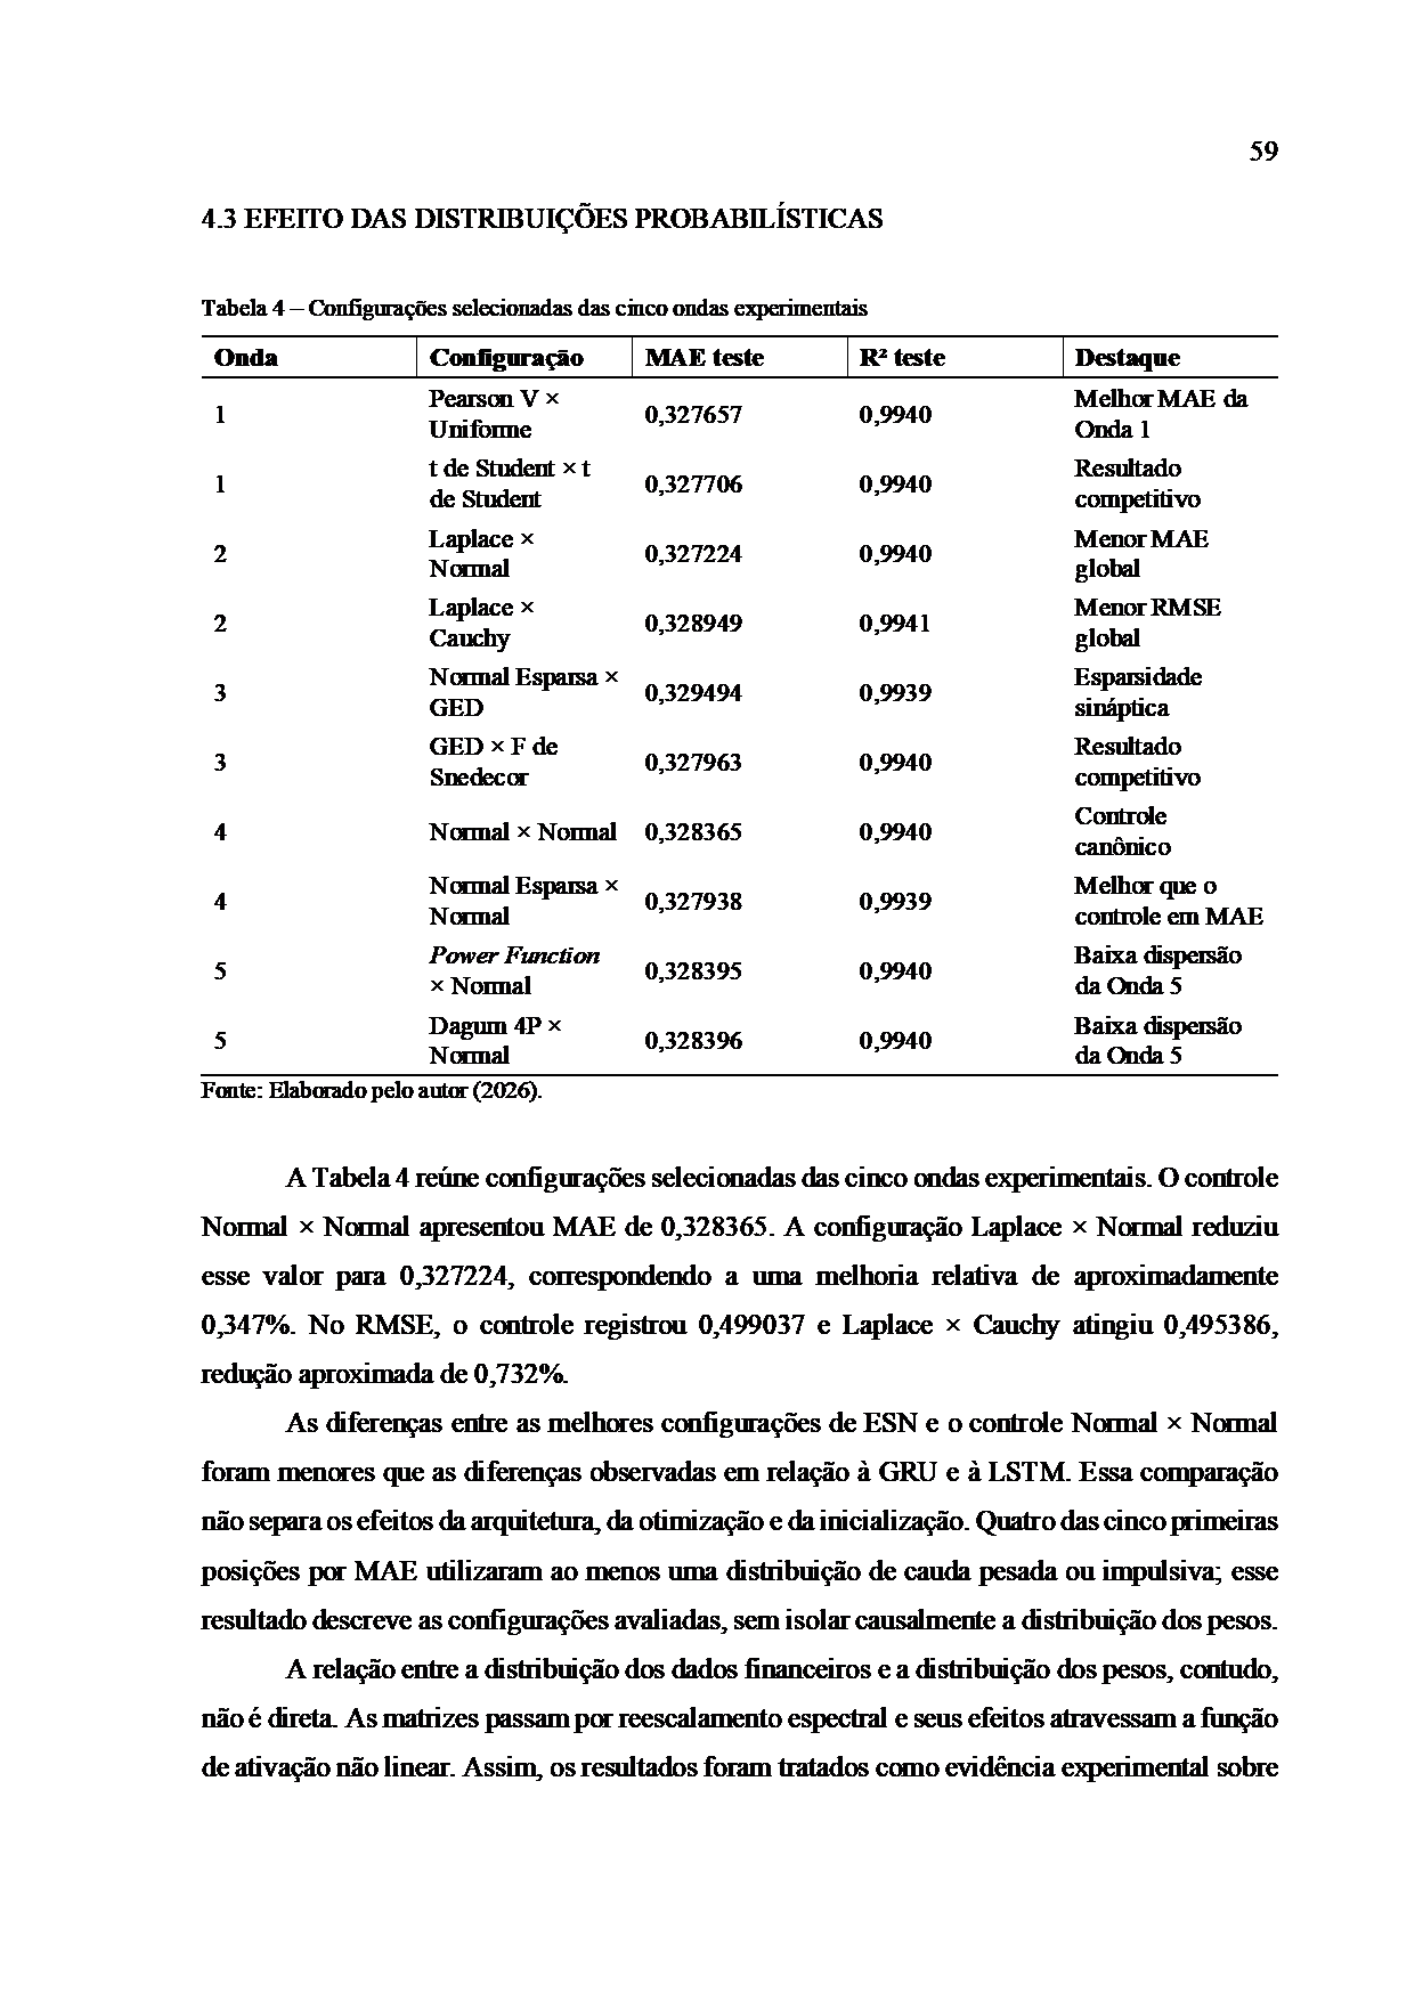 59
4.3 EFEITO DAS DISTRIBUIÇÕES PROBABILÍSTICAS
Tabela 4 – Configurações selecionadas das cinco ondas experimentais
Onda Configuração MAE teste R² teste Destaque
1 Pearson V × Uniforme 0,327657 0,9940 Melhor MAE da Onda 1
1 t de Student × t de Student 0,327706 0,9940 Resultado competitivo
2 Laplace × Normal 0,327224 0,9940 Menor MAE global
2 Laplace × Cauchy 0,328949 0,9941 Menor RMSE global
3 Normal Esparsa × GED 0,329494 0,9939 Esparsidade sináptica
3 GED × F de Snedecor 0,327963 0,9940 Resultado competitivo
4 Normal × Normal 0,328365 0,9940 Controle canônico
4 Normal Esparsa × Normal 0,327938 0,9939 Melhor que o controle em MAE
5 Power Function × Normal 0,328395 0,9940 Baixa dispersão da Onda 5
5 Dagum 4P × Normal 0,328396 0,9940 Baixa dispersão da Onda 5
Fonte: Elaborado pelo autor (2026).
A Tabela 4 reúne configurações selecionadas das cinco ondas experimentais. O controle
Normal × Normal apresentou MAE de 0,328365. A configuração Laplace × Normal reduziu
esse valor para 0,327224, correspondendo a uma melhoria relativa de aproximadamente
0,347%. No RMSE, o controle registrou 0,499037 e Laplace × Cauchy atingiu 0,495386,
redução aproximada de 0,732%.
As diferenças entre as melhores configurações de ESN e o controle Normal × Normal
foram menores que as diferenças observadas em relação à GRU e à LSTM. Essa comparação
não separa os efeitos da arquitetura, da otimização e da inicialização. Quatro das cinco primeiras
posições por MAE utilizaram ao menos uma distribuição de cauda pesada ou impulsiva; esse
resultado descreve as configurações avaliadas, sem isolar causalmente a distribuição dos pesos.
A relação entre a distribuição dos dados financeiros e a distribuição dos pesos, contudo,
não é direta. As matrizes passam por reescalamento espectral e seus efeitos atravessam a função
de ativação não linear. Assim, os resultados foram tratados como evidência experimental sobre